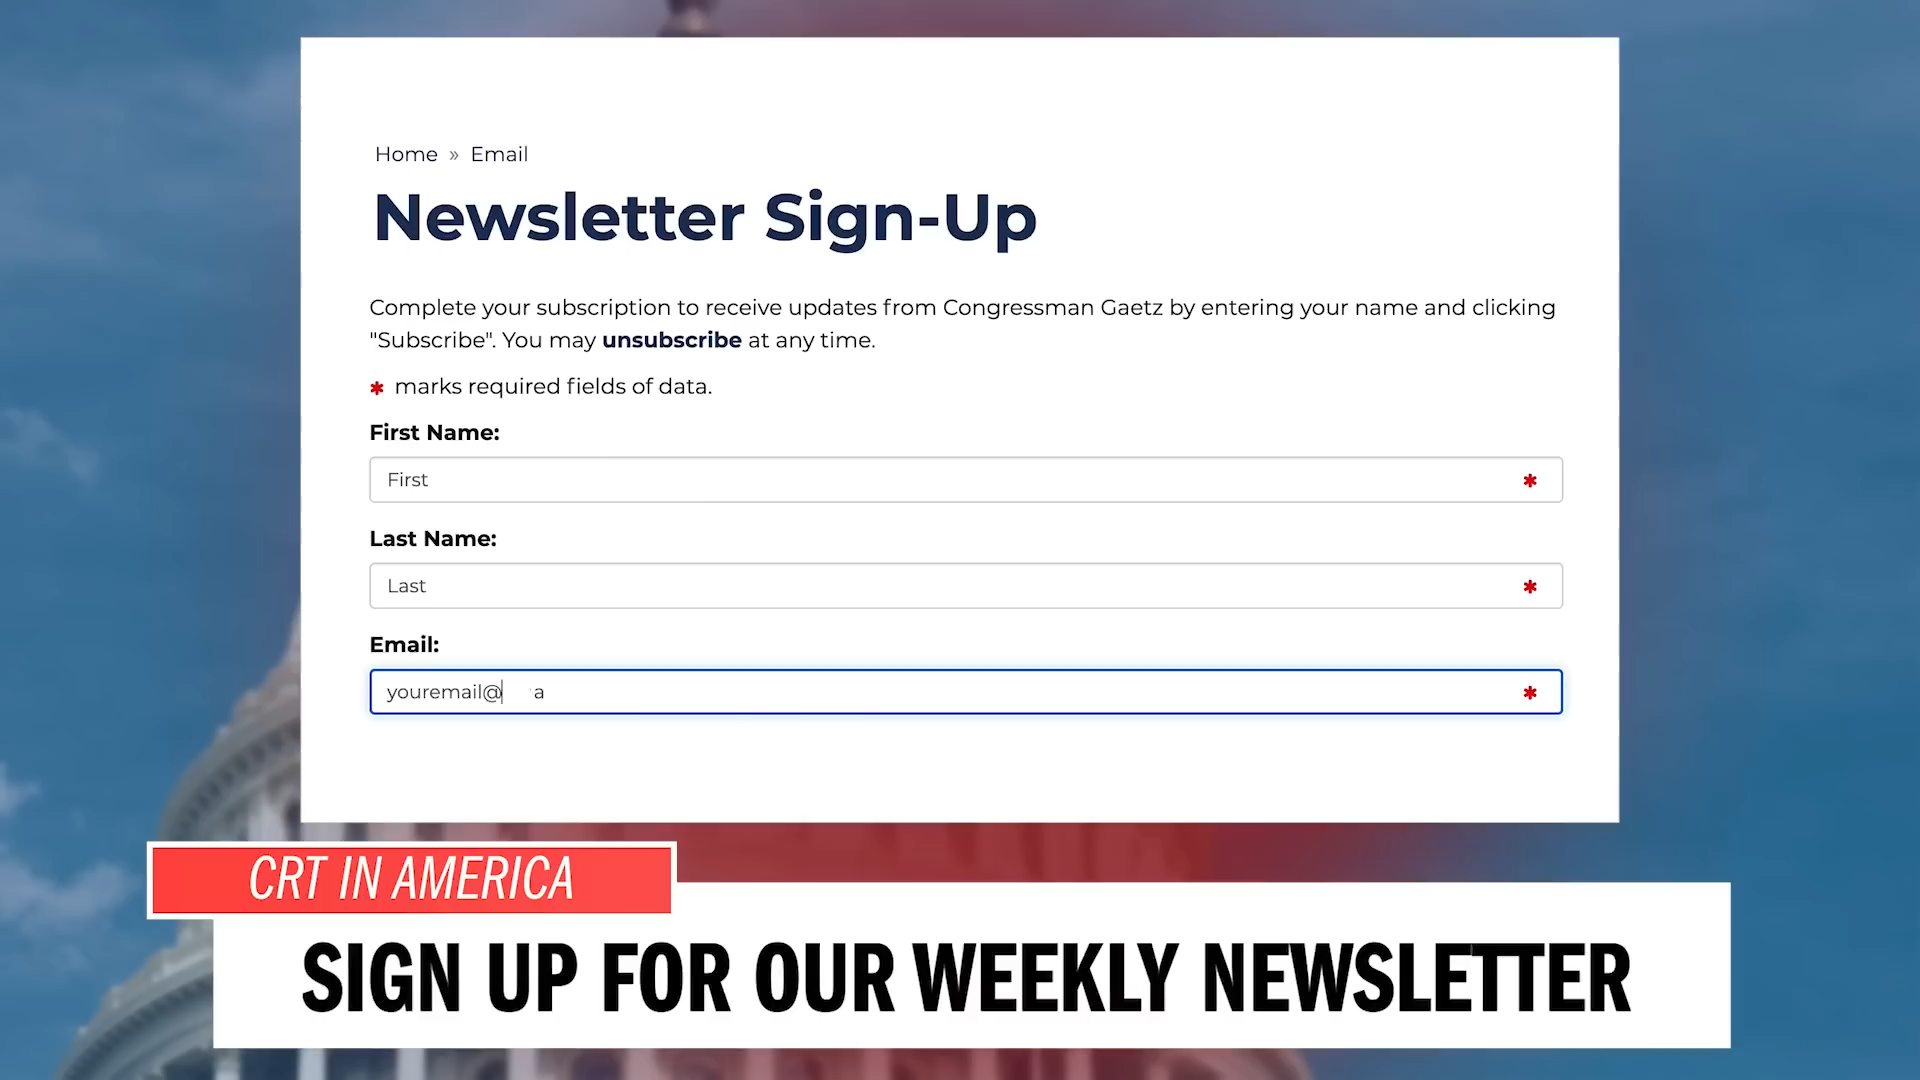 Home » Email
Newsletter Sign-Up
Complete your subscription to receive updates from Congressman Gaetz by entering your name and clicking
"Subscribe". You may unsubscribe at any time.
* marks required fields of data.
First Name:
First *
Last Name:
Last *
Email:
youremail@ a *
CRT IN AMERICA
SIGN UP FOR OUR WEEKLY NEWSLETTER